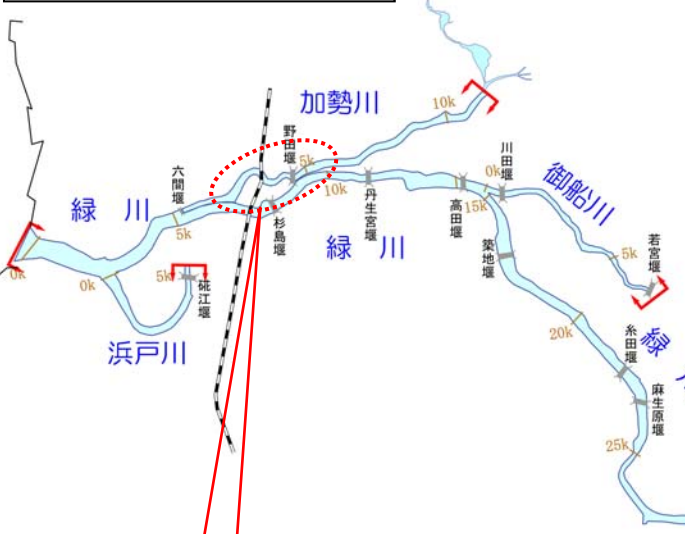 加勢川
10k
野田堰
5k
川田堰
六間堰
0k
御船川
10k
丹生宮堰
高田堰
15k
緑 川
5k
杉島堰
緑 川
築地堰
5k
若宮堰
0k
0k
5k
硴江堰
浜戸川
20k
糸田堰
緑
麻生原堰
25k